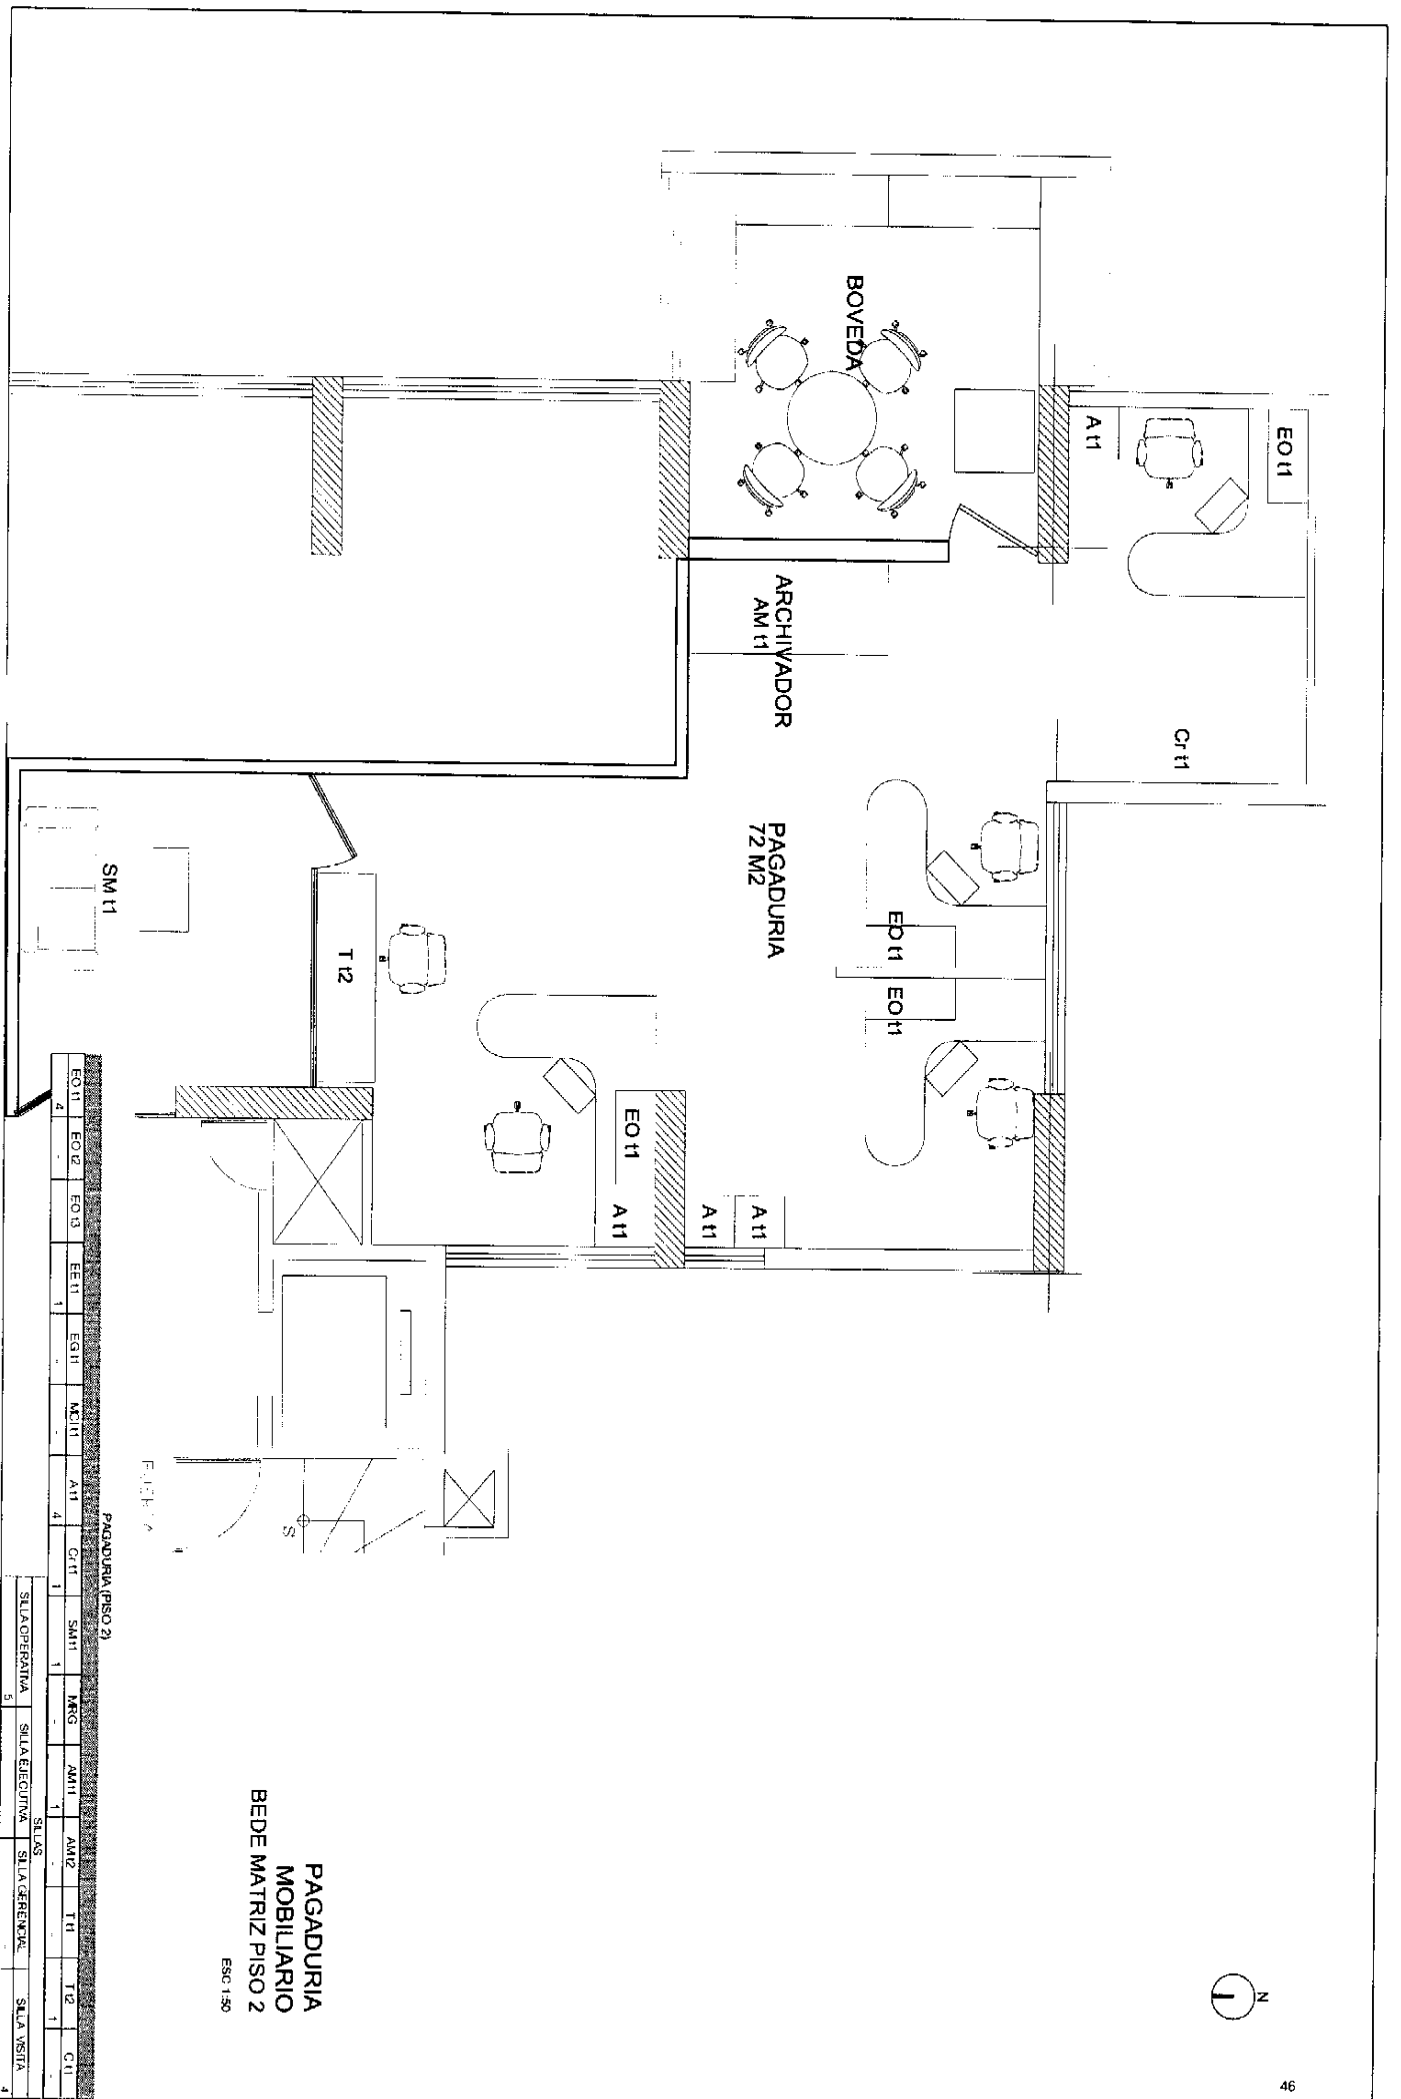 46
N
EO t1
A t1
Cr t1
BOVEDA
ARCHIVADOR
AM t1
PAGADURIA
72 M2
EO t1
EO t1
T t2
SM t1
EO t1
A t1
A t1
A t1
S
PAGADURIA
MOBILIARIO
BEDE MATRIZ PISO 2
ESC 1:50
PAGADURIA (PISO 2)
EO t1 EO t2 EO t3 EE t1 EG t1 MCI t1 A t1 Cr t1 SM t1 MRG AM t1 AM t2 T t1 T t2 C t1
4 - 1 - - 4 1 1 - 1 - - 1 -
SILLAS
SILLA OPERATIVA SILLA EJECUTIVA SILLA GERENCIAL SILLA VISITA
5 - 4